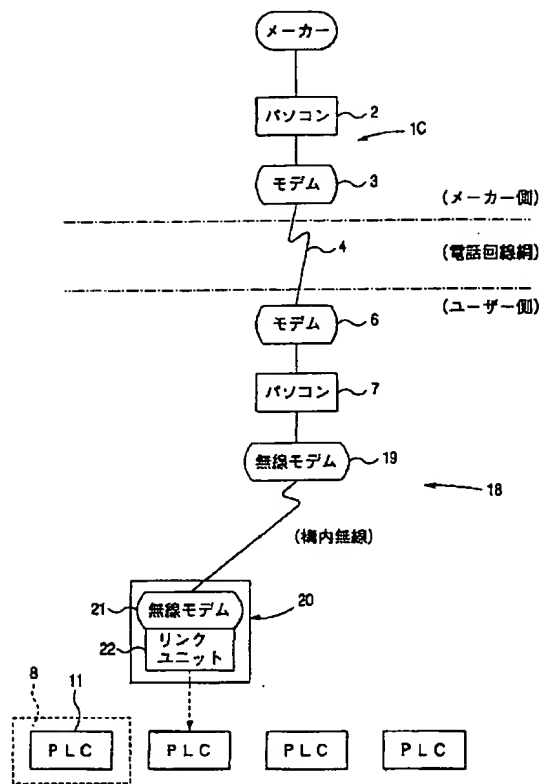 メーカー
パソコン
2
1C
モデム
3
(メーカー側)
4
(電話回線網)
(ユーザー側)
モデム
6
パソコン
7
無線モデム
19
18
(構内無線)
21
無線モデム
20
22
リンク
ユニット
8
11
PLC
PLC
PLC
PLC